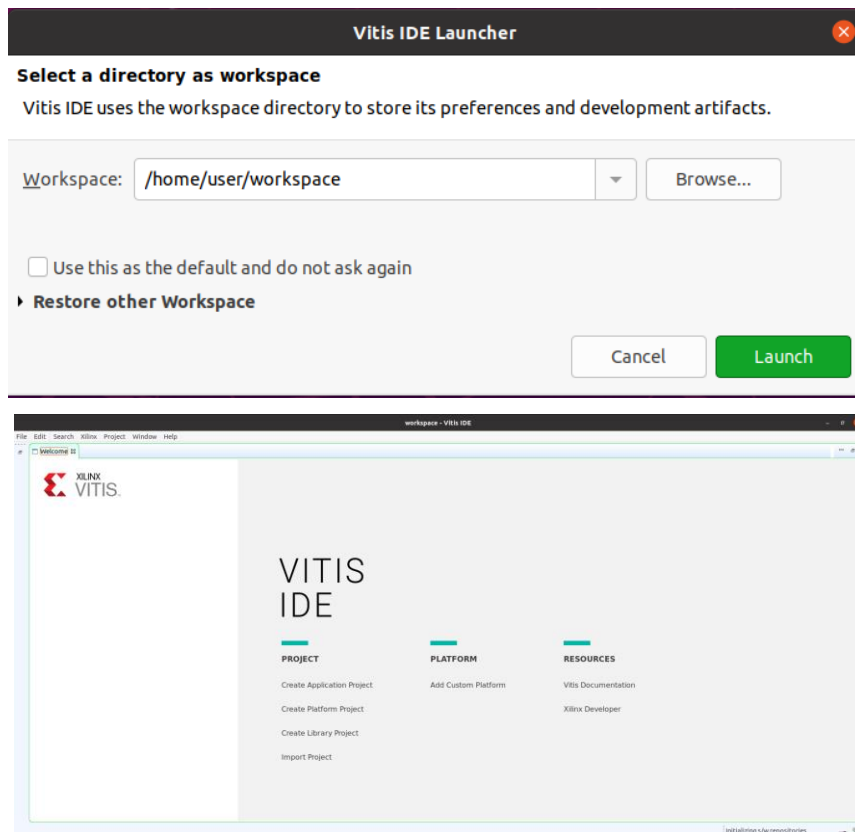 Vitis IDE Launcher
Select a directory as workspace
Vitis IDE uses the workspace directory to store its preferences and development artifacts.
Workspace: /home/user/workspace Browse...
Use this as the default and do not ask again
Restore other Workspace
Cancel Launch
workspace - Vitis IDE
File Edit Search Xilinx Project Window Help
Welcome
XILINX
VITIS.
VITIS
IDE
PROJECT PLATFORM RESOURCES
Create Application Project Add Custom Platform Vitis Documentation
Create Platform Project Xilinx Developer
Create Library Project
Import Project
Initializing s/w repositories